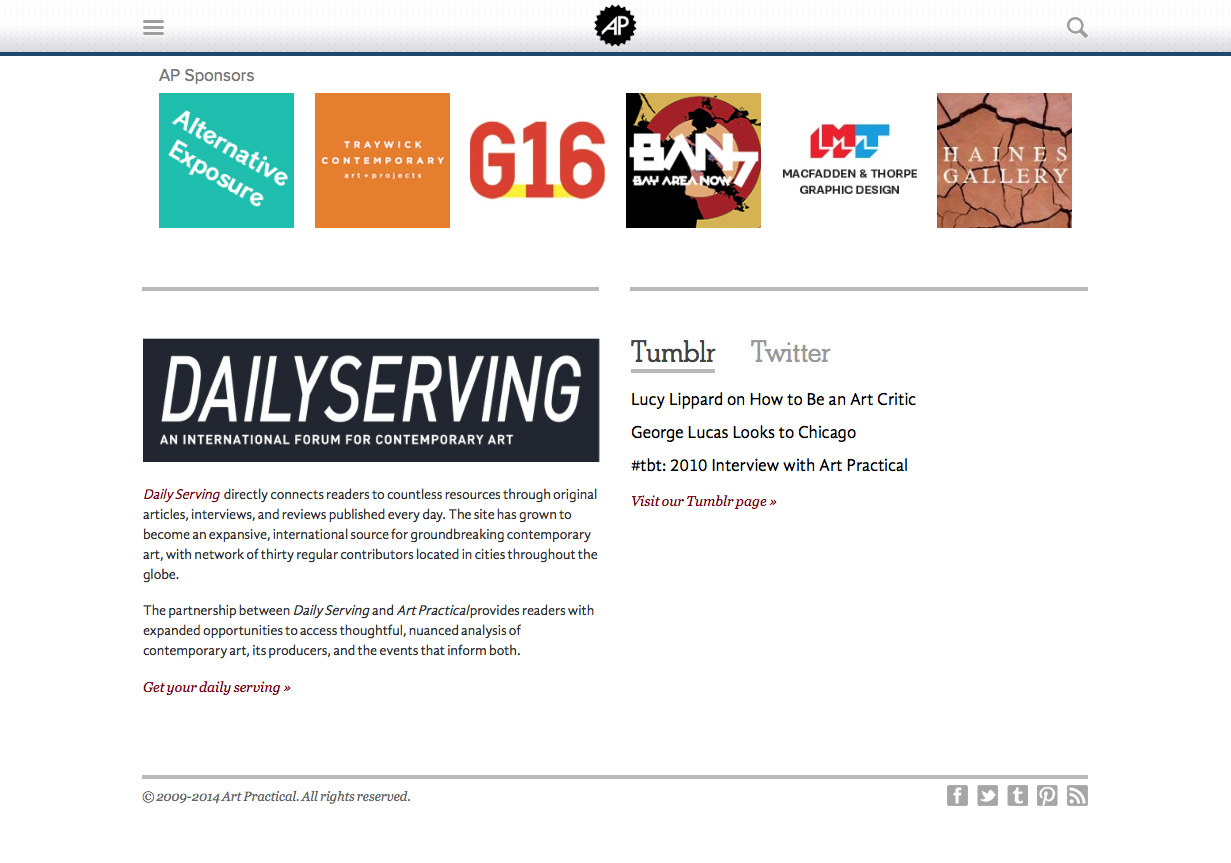 AP
AP Sponsors
Alternative
Exposure
TRAYWICK
CONTEMPORARY
art+projects
G16
BAN7
BAY AREA NOW
MACFADDEN & THORPE
GRAPHIC DESIGN
HAINES
GALLERY
DAILYSERVING
AN INTERNATIONAL FORUM FOR CONTEMPORARY ART
Daily Serving directly connects readers to countless resources through original
articles, interviews, and reviews published every day. The site has grown to
become an expansive, international source for groundbreaking contemporary
art, with network of thirty regular contributors located in cities throughout the
globe.
The partnership between Daily Serving and Art Practicalprovides readers with
expanded opportunities to access thoughtful, nuanced analysis of
contemporary art, its producers, and the events that inform both.
Get your daily serving »
Tumblr Twitter
Lucy Lippard on How to Be an Art Critic
George Lucas Looks to Chicago
#tbt: 2010 Interview with Art Practical
Visit our Tumblr page »
© 2009-2014 Art Practical. All rights reserved.